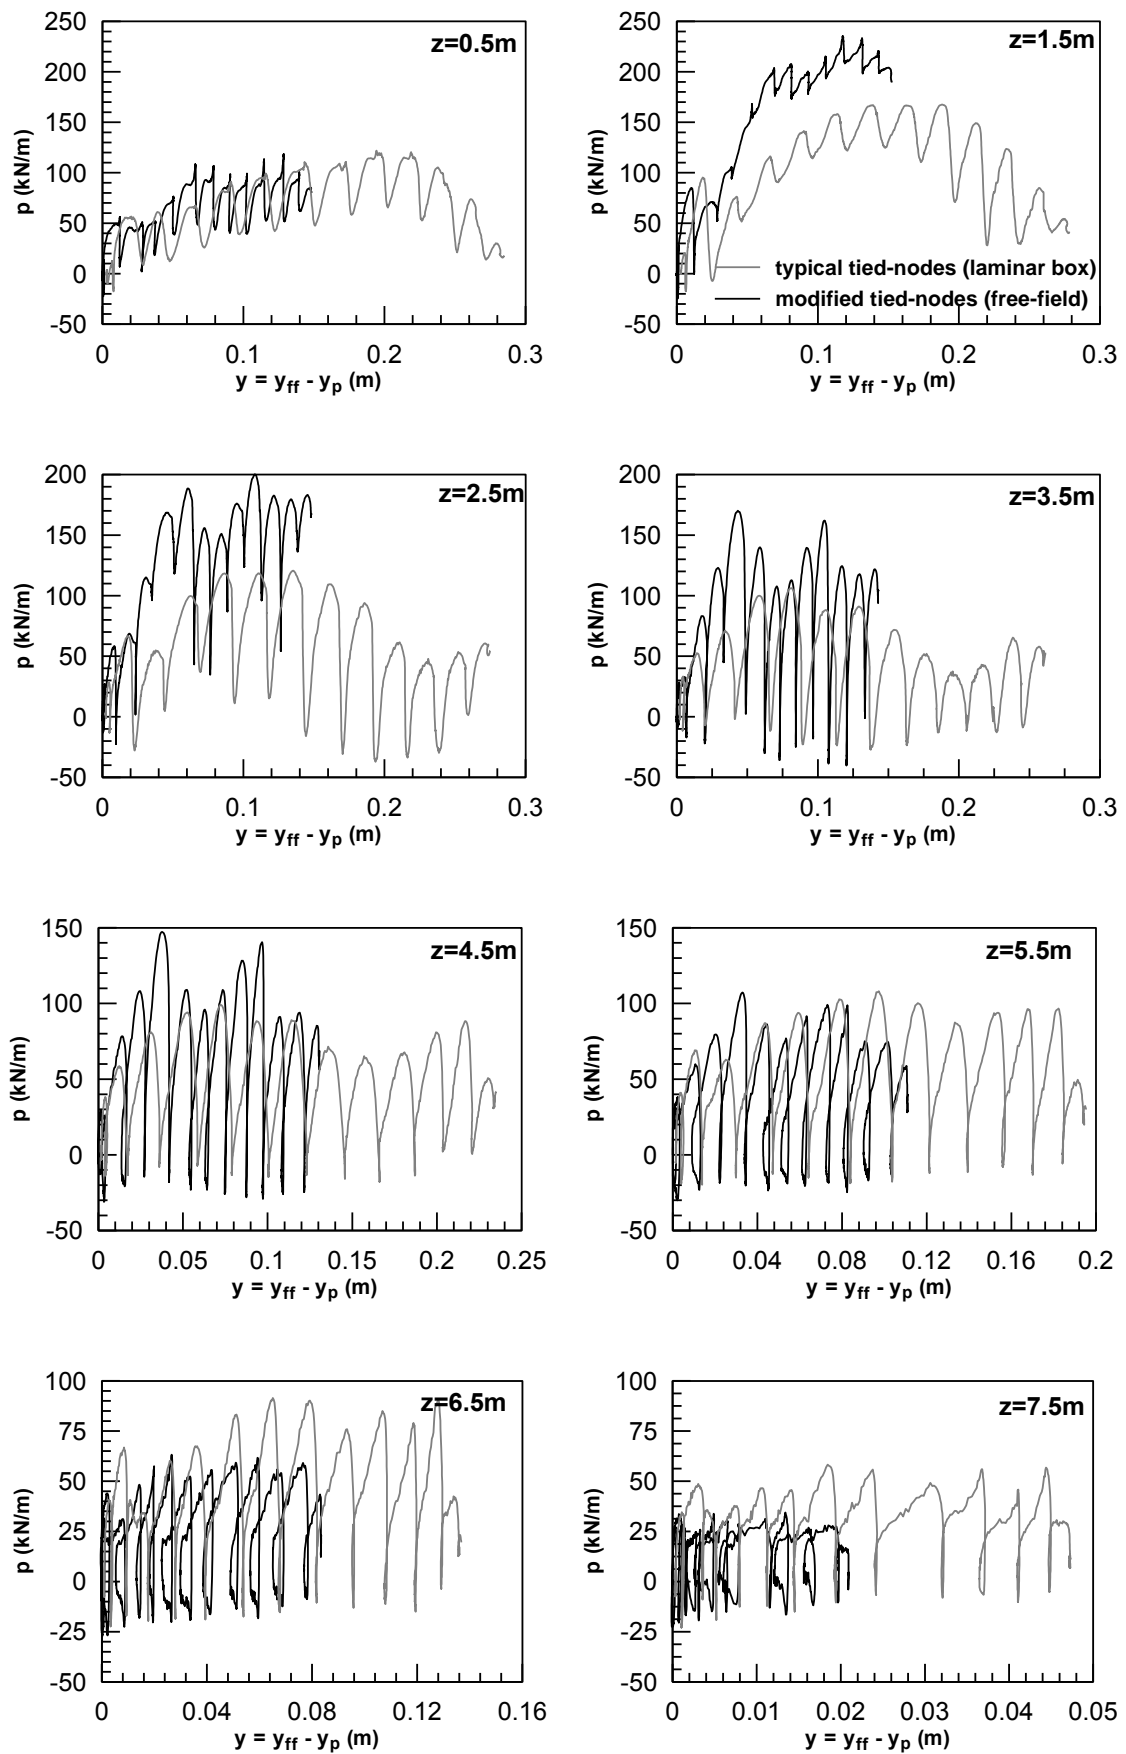 250
200
150
100
50
0
-50
p (kN/m)
z=0.5m
0 0.1 0.2 0.3
y = yff - yp (m)
250
200
150
100
50
0
-50
p (kN/m)
z=1.5m
typical tied-nodes (laminar box)
modified tied-nodes (free-field)
0 0.1 0.2 0.3
y = yff - yp (m)
200
150
100
50
0
-50
p (kN/m)
z=2.5m
0 0.1 0.2 0.3
y = yff - yp (m)
200
150
100
50
0
-50
p (kN/m)
z=3.5m
0 0.1 0.2 0.3
y = yff - yp (m)
150
100
50
0
-50
p (kN/m)
z=4.5m
0 0.05 0.1 0.15 0.2 0.25
y = yff - yp (m)
150
100
50
0
-50
p (kN/m)
z=5.5m
0 0.04 0.08 0.12 0.16 0.2
y = yff - yp (m)
100
75
50
25
0
-25
-50
p (kN/m)
z=6.5m
0 0.04 0.08 0.12 0.16
y = yff - yp (m)
100
75
50
25
0
-25
-50
p (kN/m)
z=7.5m
0 0.01 0.02 0.03 0.04 0.05
y = yff - yp (m)